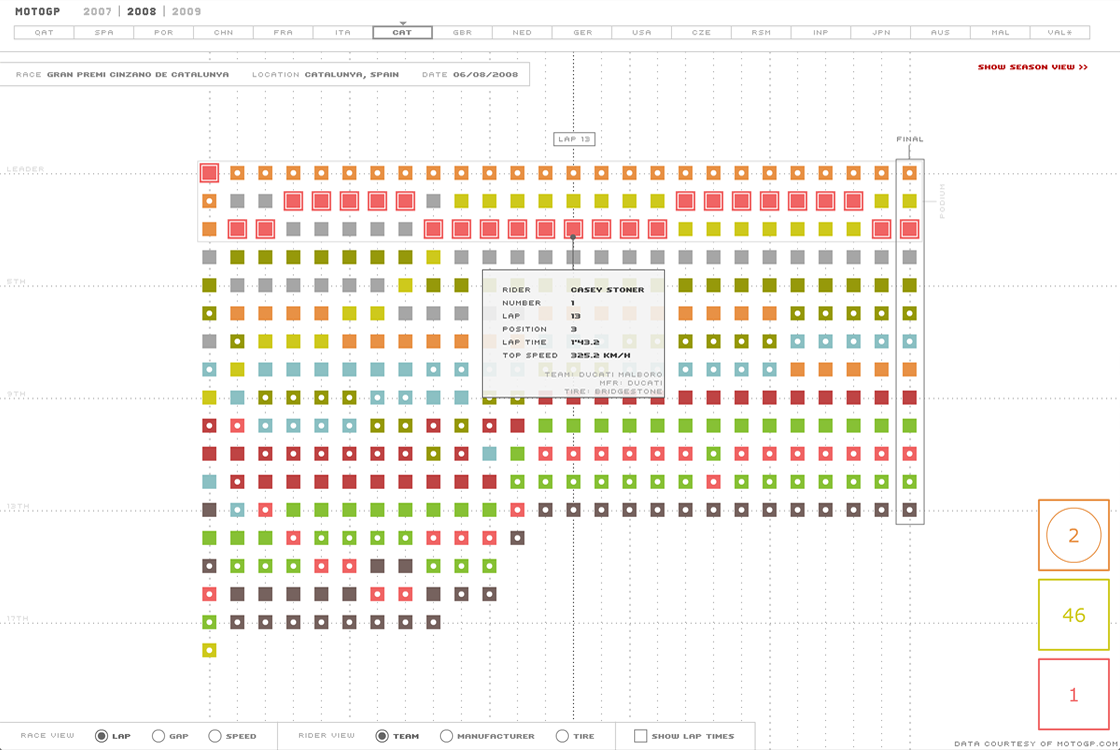 MOTOGP 2007 | 2008 | 2009
QAT SPA POR CHN FRA ITA CAT GBR NED GER USA CZE RSM INP JPN AUS MAL VAL*
RACE GRAN PREMI CINZANO DE CATALUNYA LOCATION CATALUNYA, SPAIN DATE 06/08/2008
SHOW SEASON VIEW >>
LAP 13
FINAL
LEADER
PODIUM
5TH
RIDER CASEY STONER
NUMBER 1
LAP 13
POSITION 3
LAP TIME 1'43.2
TOP SPEED 325.2 KM/H
TEAM: DUCATI MALBORO
MFR: DUCATI
TIRE: BRIDGESTONE
9TH
13TH
2
46
17TH
1
RACE VIEW LAP GAP SPEED RIDER VIEW TEAM MANUFACTURER TIRE SHOW LAP TIMES
DATA COURTESY OF MOTOGP.COM